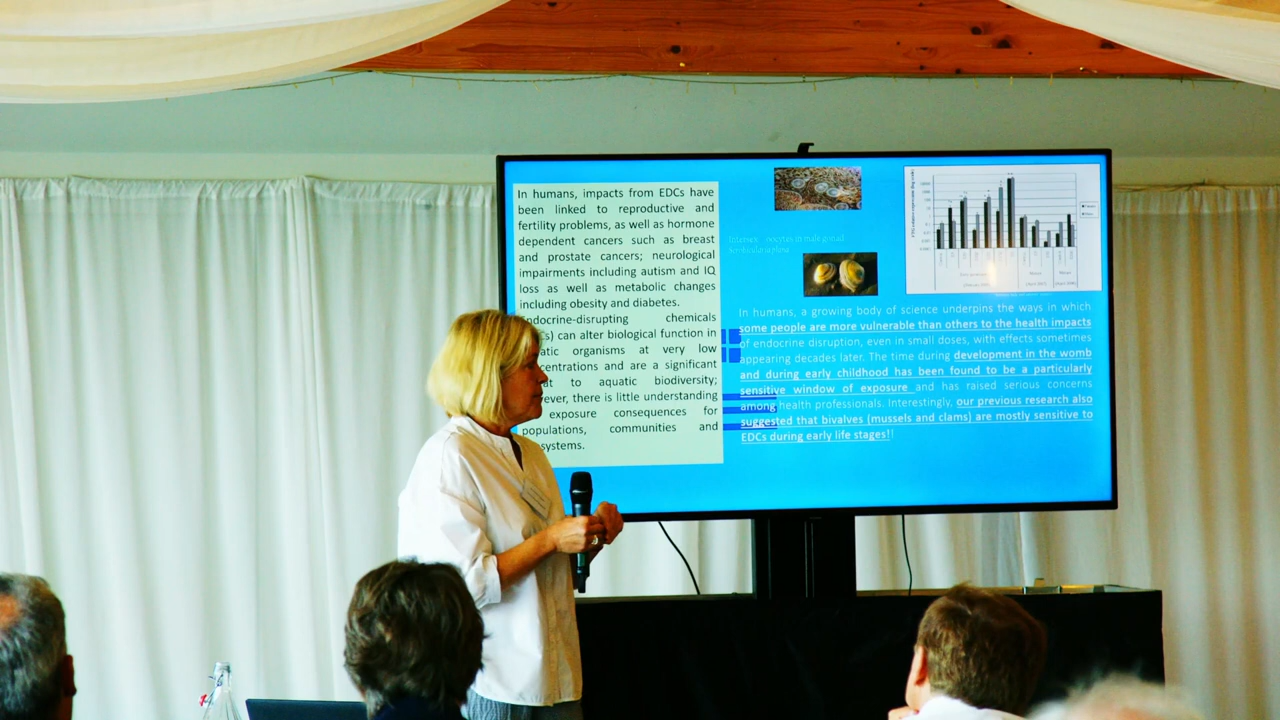 In humans, impacts from EDCs have
been linked to reproductive and
fertility problems, as well as hormone
dependent cancers such as breast
and prostate cancers; neurological
impairments including autism and IQ
loss as well as metabolic changes
including obesity and diabetes.
ndocrine-disrupting chemicals
s) can alter biological function in
atic organisms at very low
centrations and are a significant
at to aquatic biodiversity;
ever, there is little understanding
exposure consequences for
populations, communities and
systems.
oocytes in male gonad
In humans, a growing body of science underpins the ways in which
some people are more vulnerable than others to the health impacts
of endocrine disruption, even in small doses, with effects sometimes
appearing decades later. The time during development in the womb
and during early childhood has been found to be a particularly
sensitive window of exposure and has raised serious concerns
among health professionals. Interestingly, our previous research also
suggested that bivalves (mussels and clams) are mostly sensitive to
EDCs during early life stages!!